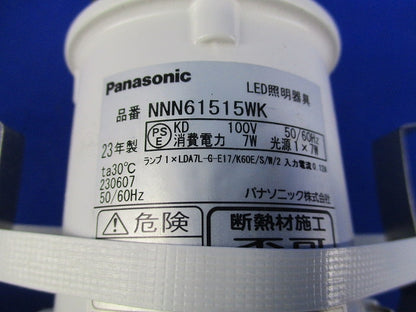 Panasonic LED照明器具
品番 NNN61515WK
23年製 PSE KD 100V 50/60Hz
消費電力 7W 光源 1×7W
ランプ 1×LDA7L-G-E17/K60E/S/W/2 入力電流0.12A
ta30℃
230607
50/60Hz
パナソニック株式会社
危険 断熱材施工
不可